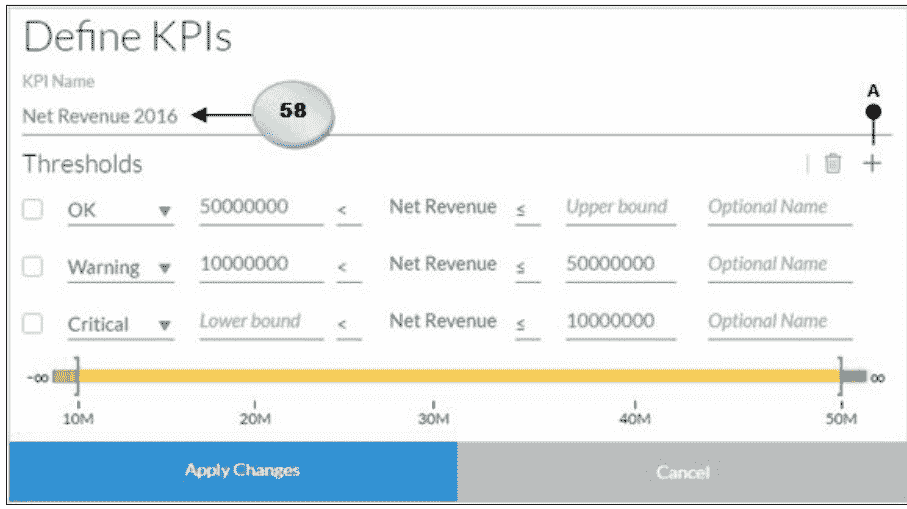 Define KPIs
KPI Name
A
58
Net Revenue 2016
Thresholds
OK 50000000 < Net Revenue ≤ Upper bound Optional Name
Warning 10000000 < Net Revenue ≤ 50000000 Optional Name
Critical Lower bound < Net Revenue ≤ 10000000 Optional Name
-∞ ∞
10M 20M 30M 40M 50M
Apply Changes Cancel